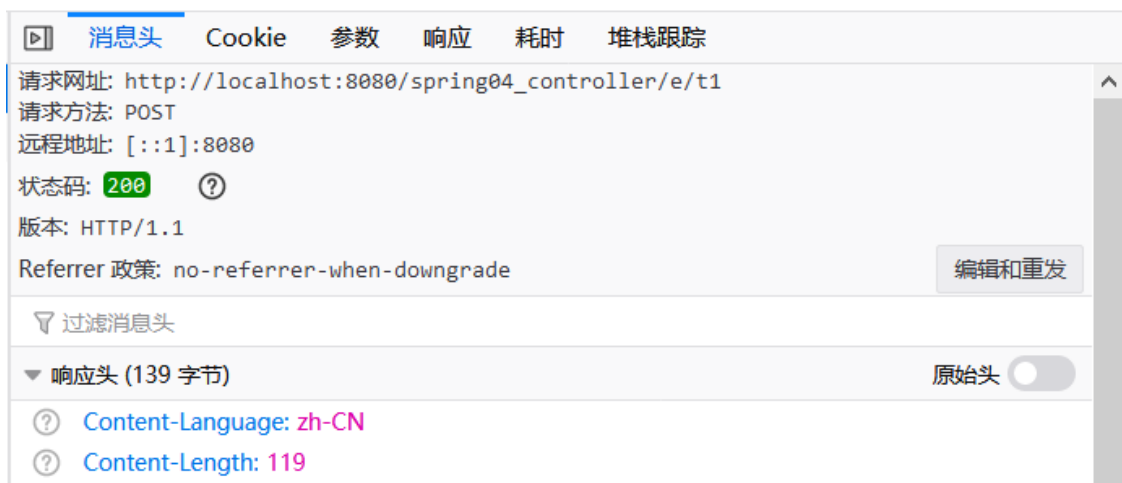 消息头 Cookie 参数 响应 耗时 堆栈跟踪
请求网址: http://localhost:8080/spring04_controller/e/t1
请求方法: POST
远程地址: [::1]:8080
状态码: 200
版本: HTTP/1.1
Referrer 政策: no-referrer-when-downgrade 编辑和重发
过滤消息头
响应头 (139 字节) 原始头
Content-Language: zh-CN
Content-Length: 119